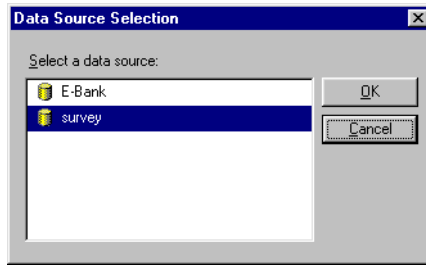 Data Source Selection
Select a data source:
E-Bank
survey
OK
Cancel